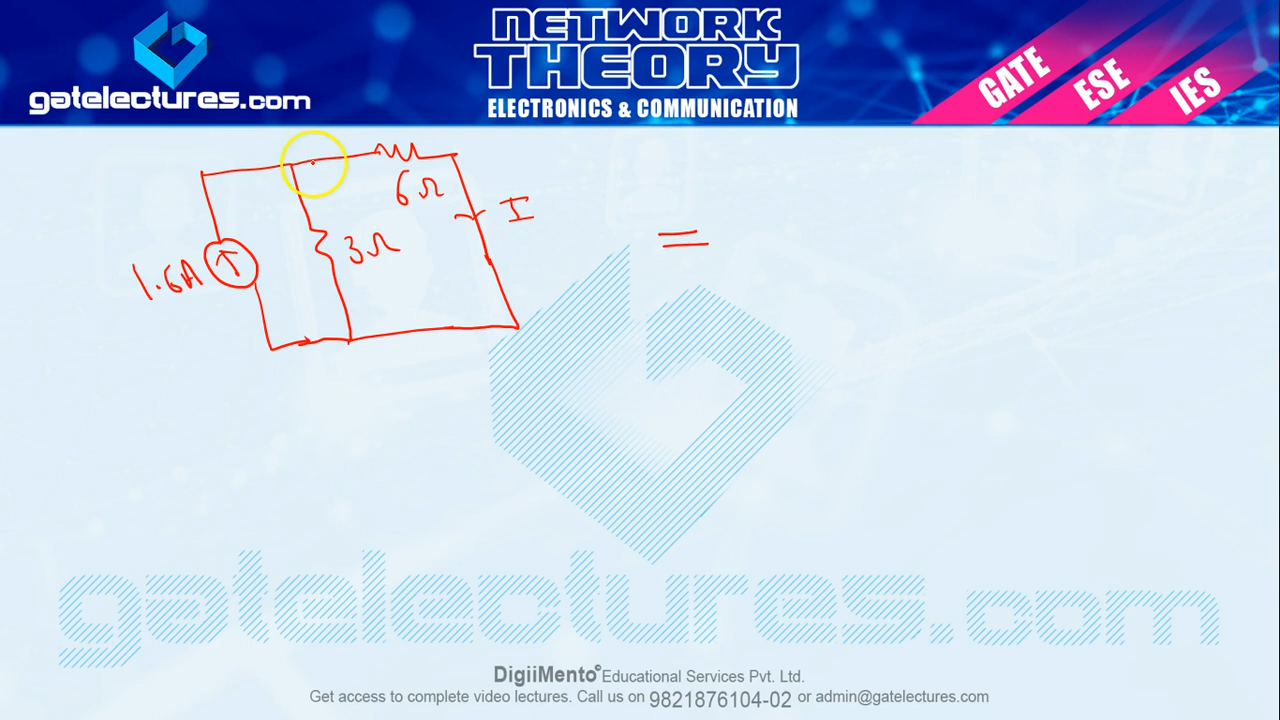 gatelectures.com
NETWORK
THEORY
ELECTRONICS & COMMUNICATION
GATE
ESE
IES
6Ω
I
3Ω
1.6A
=
gatelectures.com
DigiiMento© Educational Services Pvt. Ltd.
Get access to complete video lectures. Call us on 9821876104-02 or admin@gatelectures.com